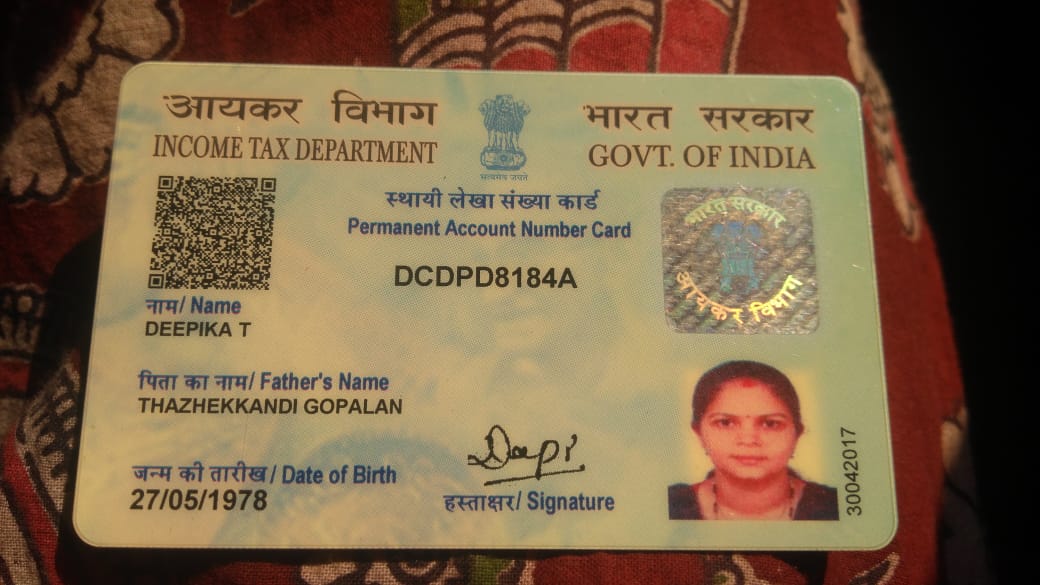 आयकर विभाग
INCOME TAX DEPARTMENT
सत्यमेव जयते
भारत सरकार
GOVT. OF INDIA
स्थायी लेखा संख्या कार्ड
Permanent Account Number Card
DCDPD8184A
भारत सरकार
आयकर विभाग
नाम/ Name
DEEPIKA T
पिता का नाम/ Father's Name
THAZHEKKANDI GOPALAN
जन्म की तारीख/ Date of Birth
27/05/1978
Deepi
हस्ताक्षर/ Signature
30042017